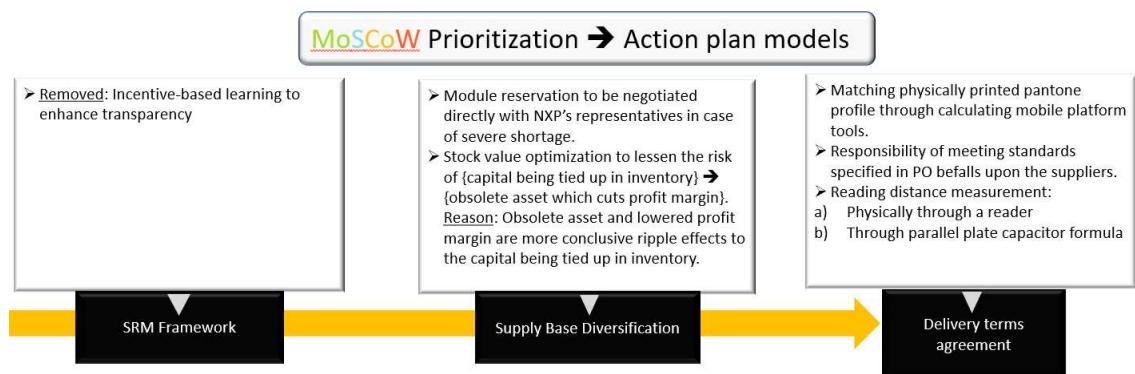 MoSCoW Prioritization ➔ Action plan models
➢ Removed: Incentive-based learning to
enhance transparency
➢ Module reservation to be negotiated
directly with NXP's representatives in case
of severe shortage.
➢ Stock value optimization to lessen the risk
of {capital being tied up in inventory} ➔
{obsolete asset which cuts profit margin}.
Reason: Obsolete asset and lowered profit
margin are more conclusive ripple effects to
the capital being tied up in inventory.
➢ Matching physically printed pantone
profile through calculating mobile platform
tools.
➢ Responsibility of meeting standards
specified in PO befalls upon the suppliers.
➢ Reading distance measurement:
a) Physically through a reader
b) Through parallel plate capacitor formula
SRM Framework
Supply Base Diversification
Delivery terms
agreement